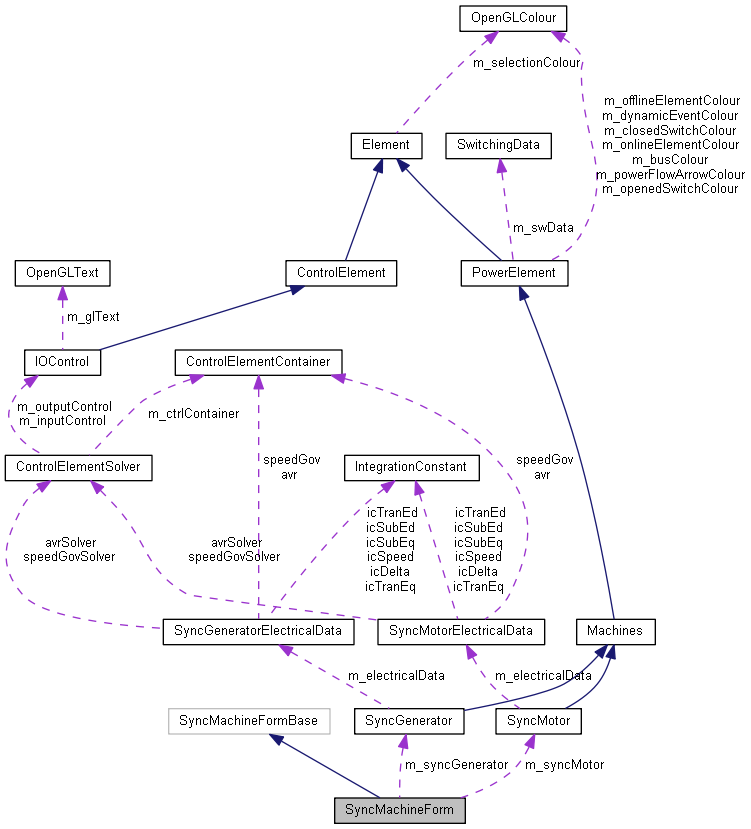 OpenGLColour
m_selectionColour
m_offlineElementColour
m_dynamicEventColour
m_closedSwitchColour
m_onlineElementColour
m_busColour
m_powerFlowArrowColour
m_openedSwitchColour
Element
SwitchingData
m_swData
OpenGLText
ControlElement
PowerElement
m_glText
IOControl
ControlElementContainer
m_outputControl
m_inputControl
m_ctrlContainer
speedGov
avr
speedGov
avr
ControlElementSolver
IntegrationConstant
avrSolver
speedGovSolver
avrSolver
speedGovSolver
icTranEd
icSubEd
icSubEq
icSpeed
icDelta
icTranEq
icTranEd
icSubEd
icSubEq
icSpeed
icDelta
icTranEq
SyncGeneratorElectricalData
SyncMotorElectricalData
Machines
m_electricalData
m_electricalData
SyncMachineFormBase
SyncGenerator
SyncMotor
m_syncGenerator
m_syncMotor
SyncMachineForm